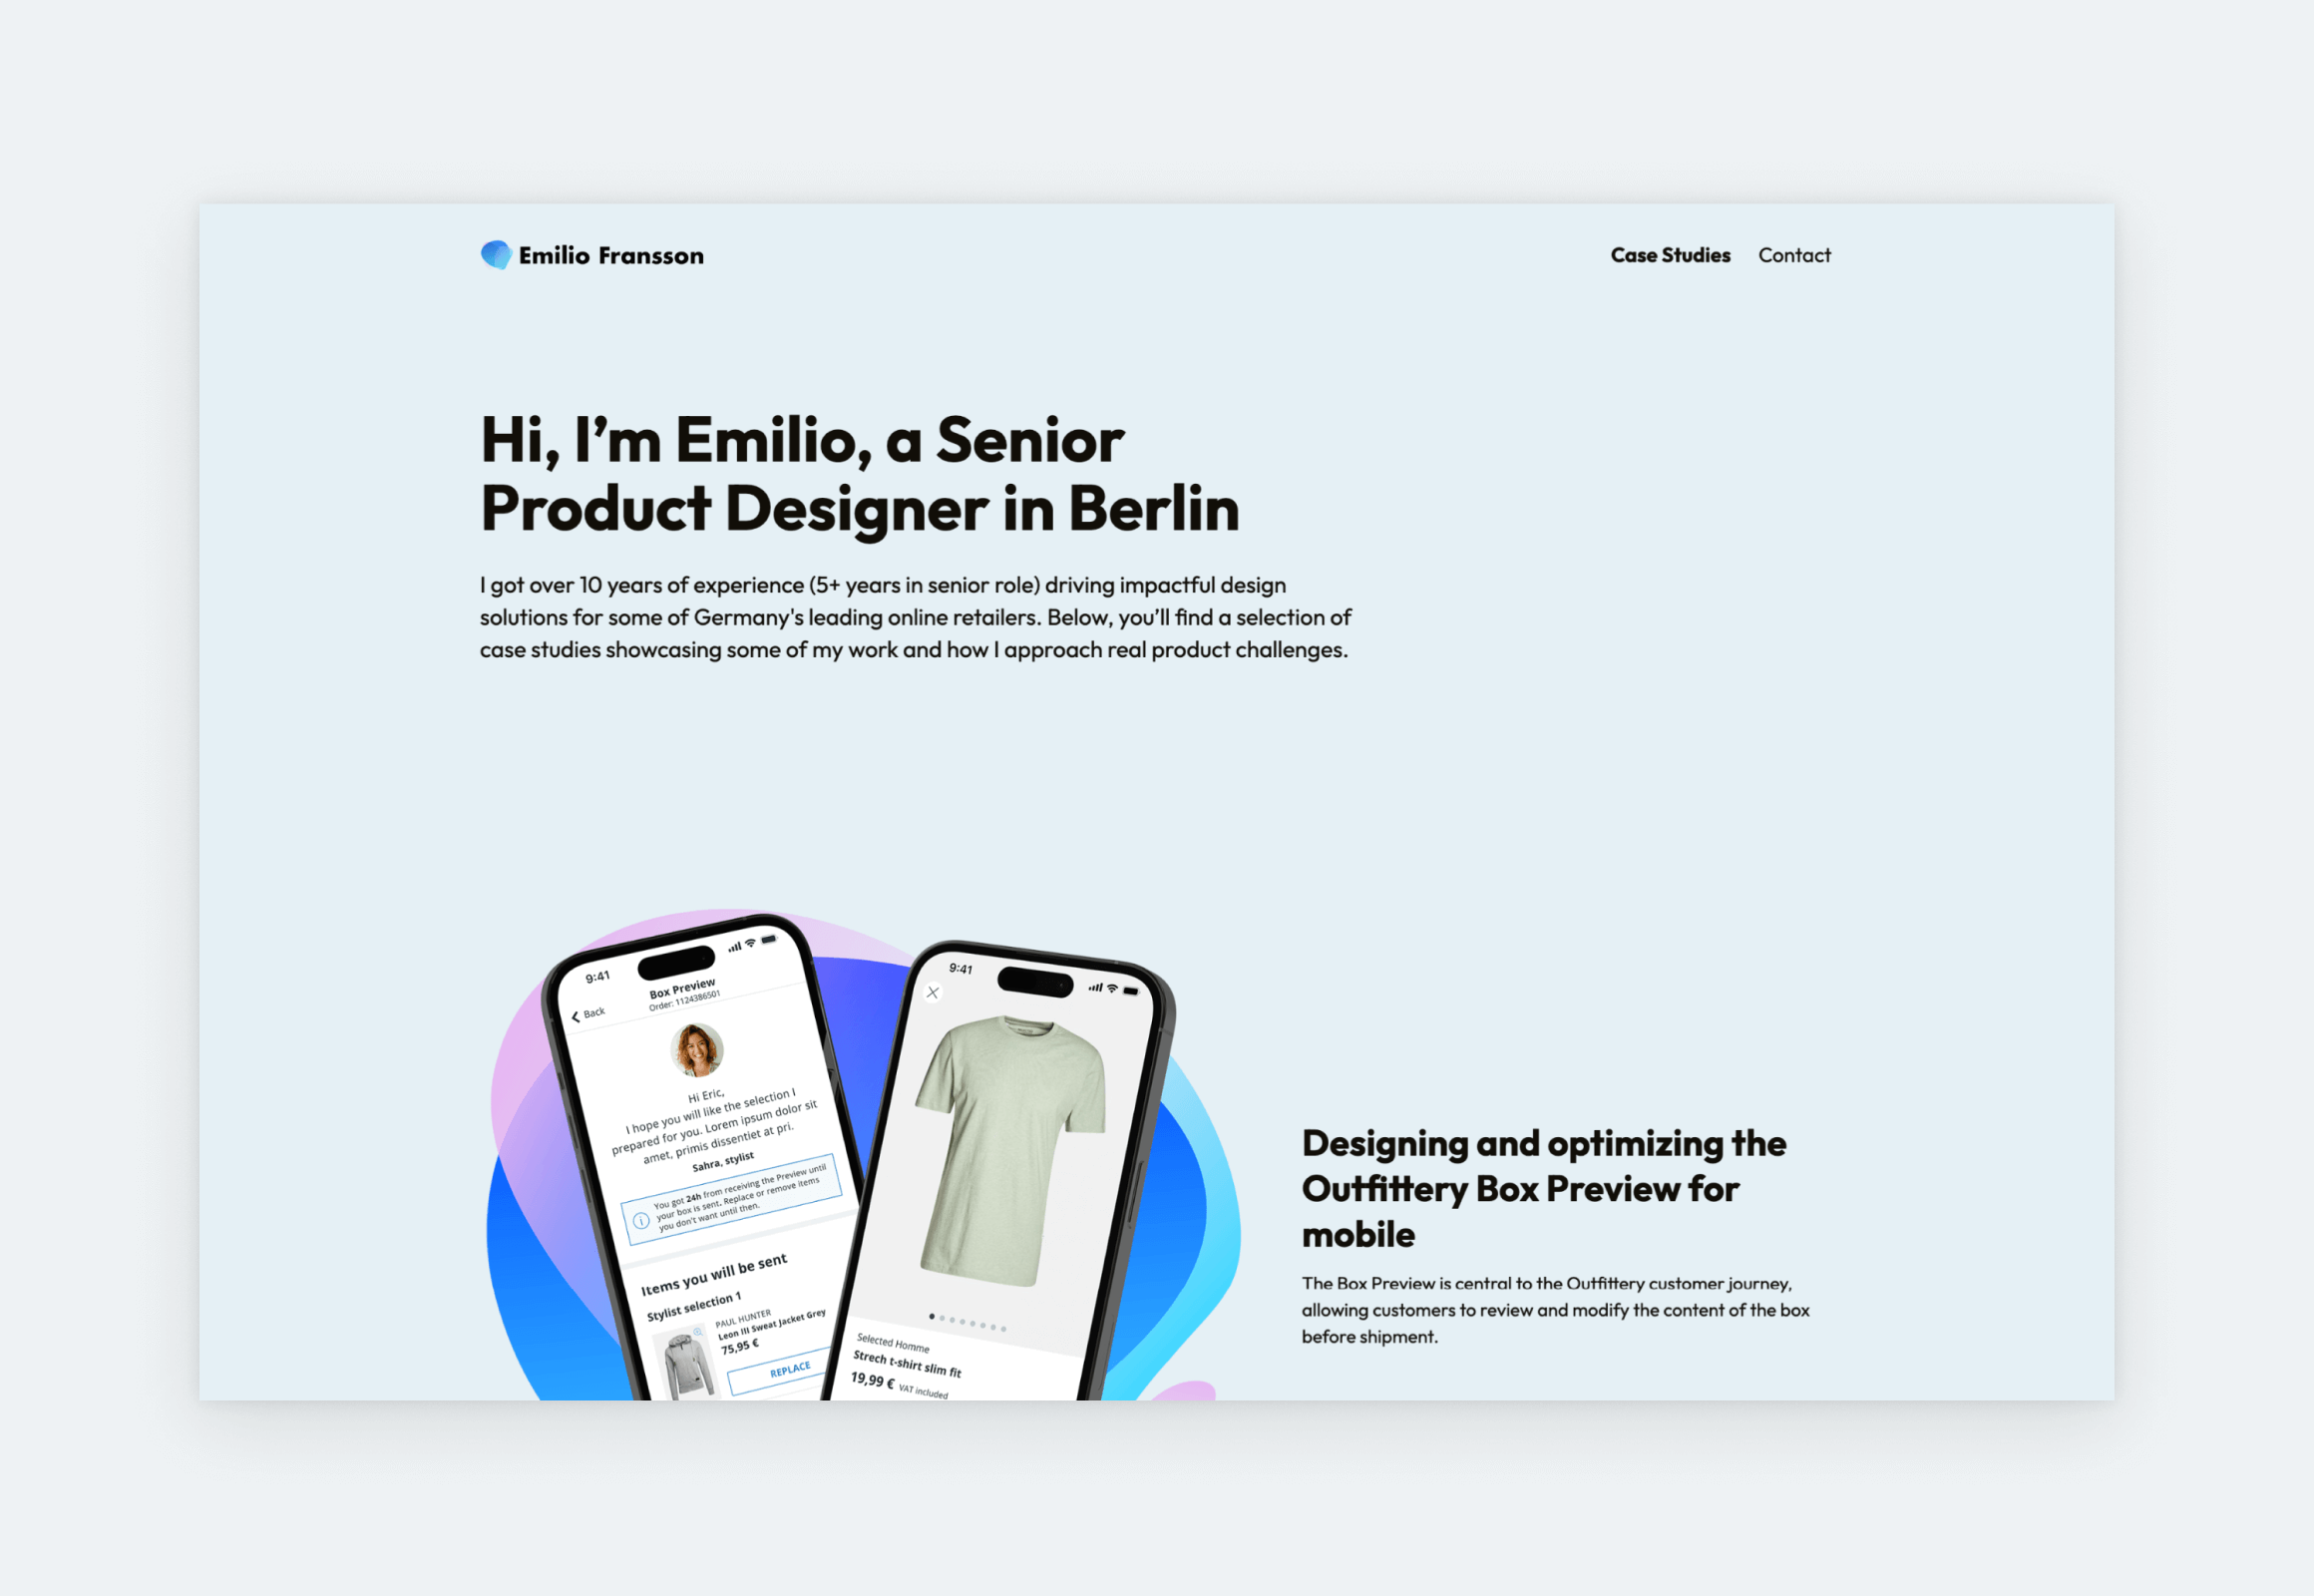 Emilio Fransson
Case Studies
Contact
Hi, I’m Emilio, a Senior
Product Designer in Berlin
I got over 10 years of experience (5+ years in senior role) driving impactful design
solutions for some of Germany's leading online retailers. Below, you’ll find a selection of
case studies showcasing some of my work and how I approach real product challenges.
9:41
Back
Box Preview
Order: 1124386501
Hi Eric,
I hope you will like the selection I
prepared for you. Lorem ipsum dolor sit
amet, primis dissentiet at pri.
Sahra, stylist
You got 24h from receiving the Preview until
your box is sent. Replace or remove items
you don't want until then.
Items you will be sent
Stylist selection 1
PAUL HUNTER
Leon III Sweat Jacket Grey
75,95 €
REPLACE
9:41
Selected Homme
Strech t-shirt slim fit
19,99 € VAT included
Designing and optimizing the
Outfittery Box Preview for
mobile
The Box Preview is central to the Outfittery customer journey,
allowing customers to review and modify the content of the box
before shipment.